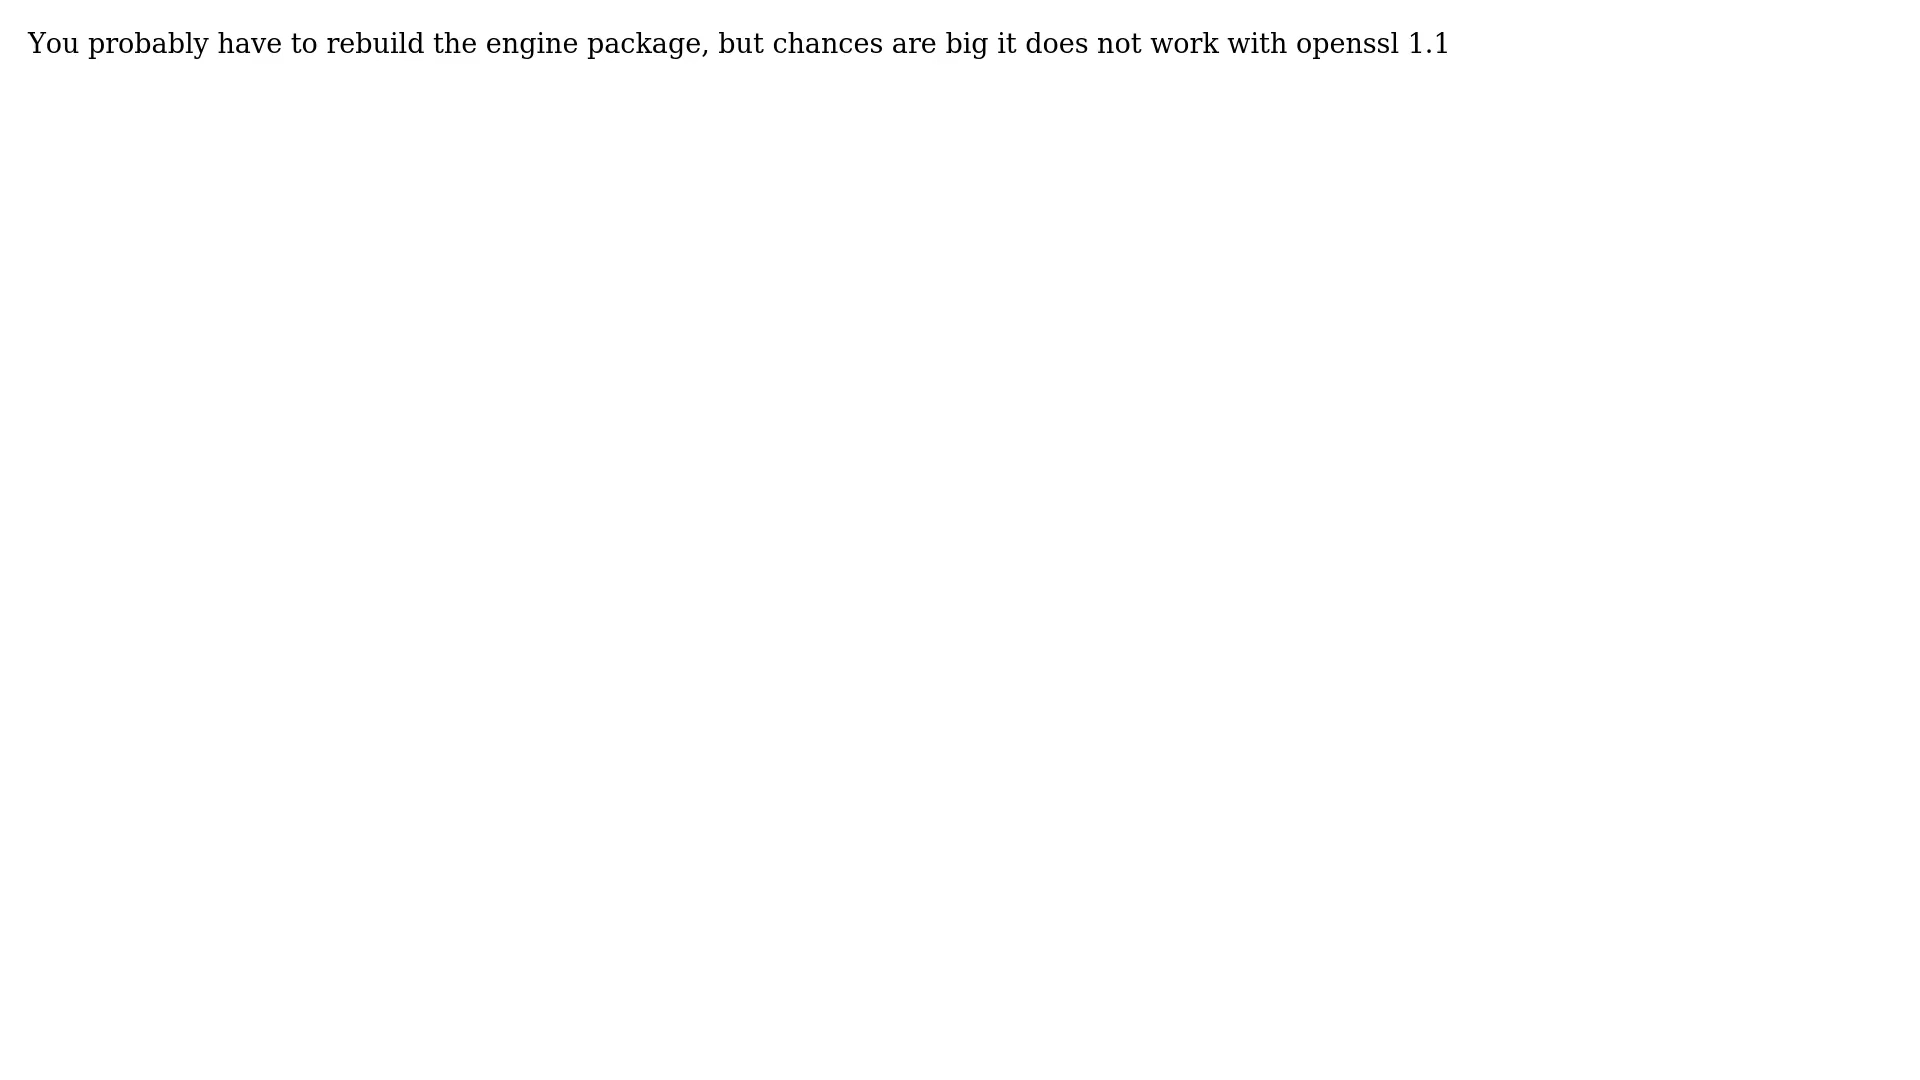 You probably have to rebuild the engine package, but chances are big it does not work with openssl 1.1